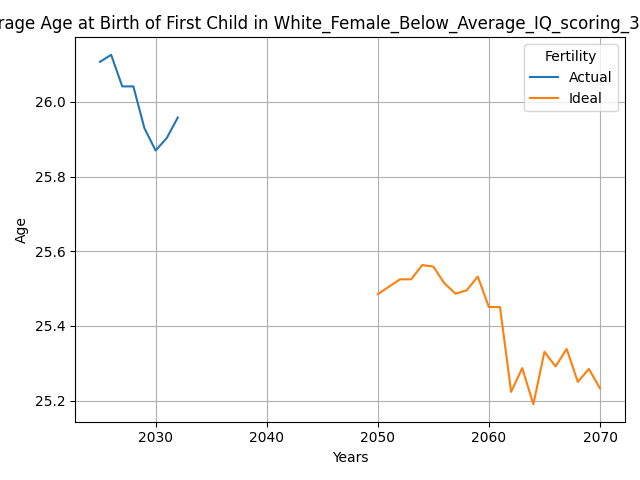 Average Age at Birth of First Child in White_Female_Below_Average_IQ_scoring_3
Fertility
Actual
Ideal
26.0
25.8
25.6
25.4
25.2
Age
2030 2040 2050 2060 2070
Years